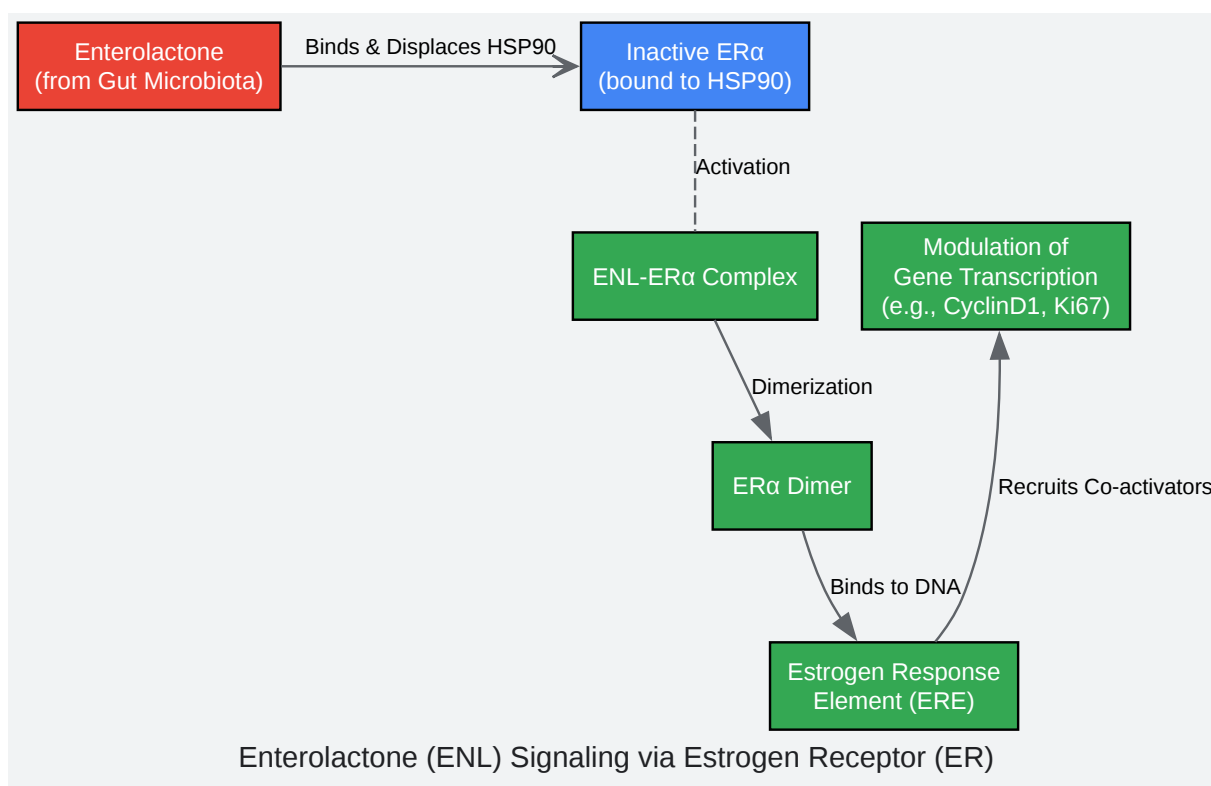 Enterolactone
(from Gut Microbiota)
Binds & Displaces HSP90
Inactive ERα
(bound to HSP90)
Activation
ENL-ERα Complex
Modulation of
Gene Transcription
(e.g., CyclinD1, Ki67)
Dimerization
ERα Dimer
Recruits Co-activators
Binds to DNA
Estrogen Response
Element (ERE)
Enterolactone (ENL) Signaling via Estrogen Receptor (ER)